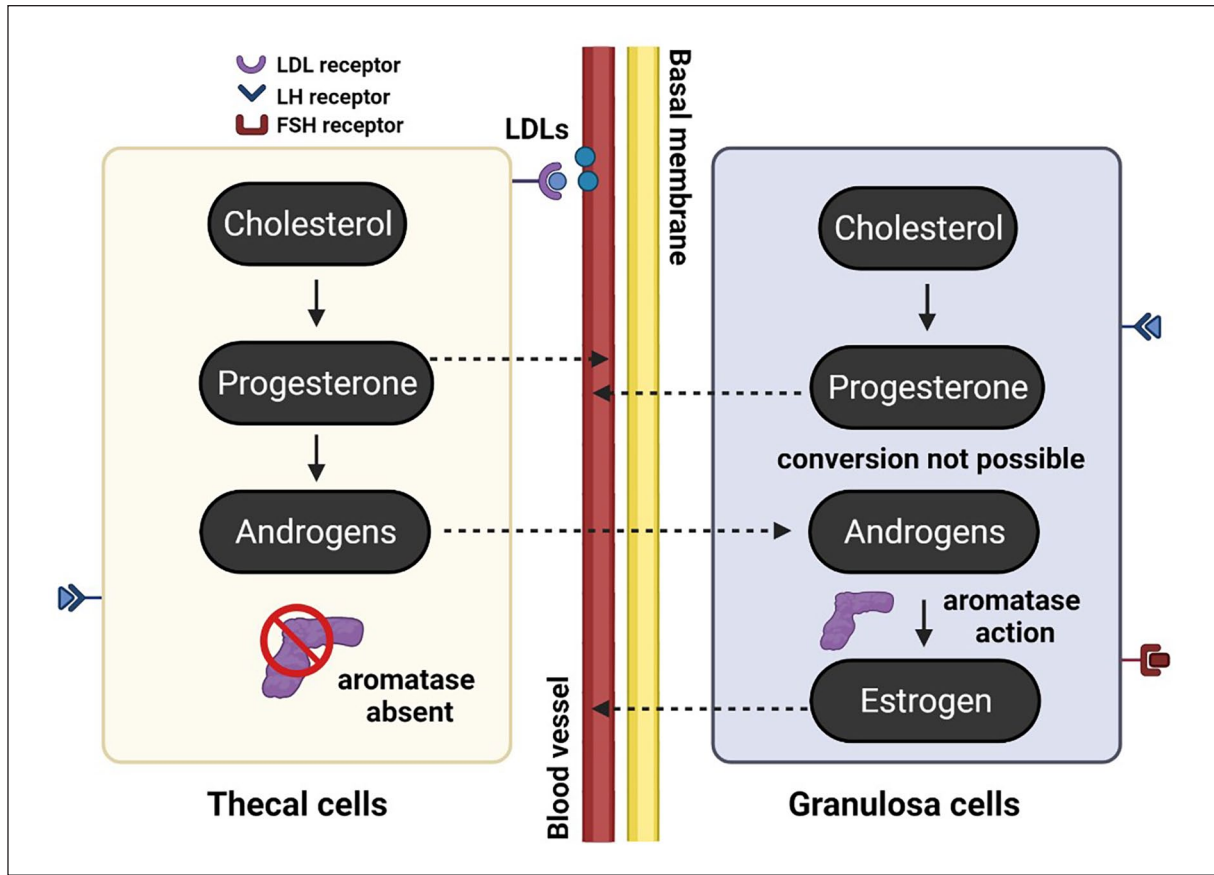 LDL receptor
LH receptor
FSH receptor
LDLs
Basal membrane
Cholesterol
Progesterone
Androgens
aromatase
absent
Thecal cells
Blood vessel
Cholesterol
Progesterone
conversion not possible
Androgens
aromatase
action
Estrogen
Granulosa cells